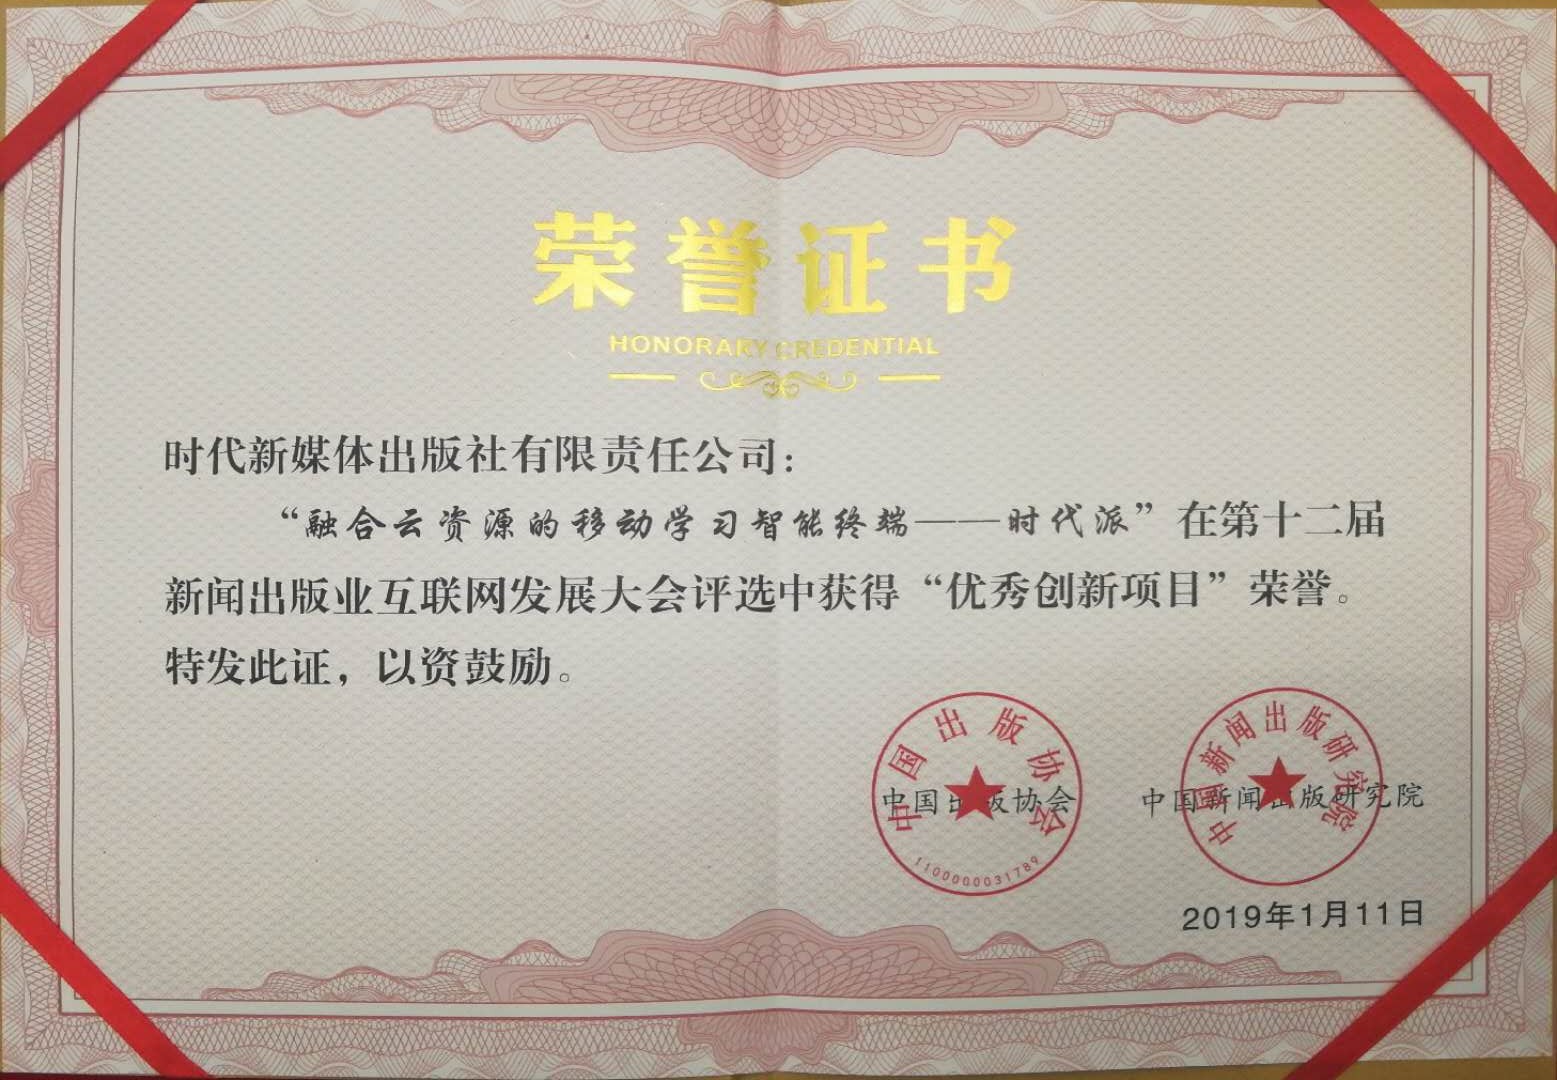 荣誉证书
HONORARY CREDENTIAL
时代新媒体出版社有限责任公司：
“融合云资源的移动学习智能终端——时代派”在第十二届
新闻出版业互联网发展大会评选中获得“优秀创新项目”荣誉。
特发此证，以资鼓励。
中国出版协会
中国出版协会
1100000031789
中国新闻出版研究院
中国新闻出版研究院
2019年1月11日